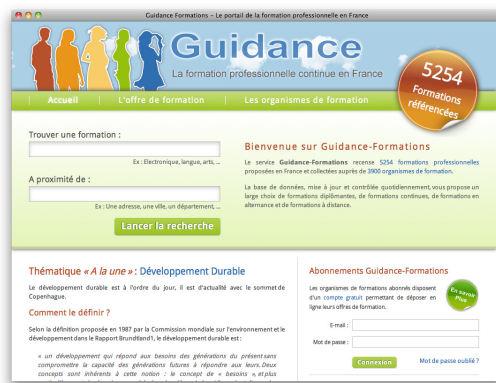 Guidance Formations – Le portail de la formation professionnelle en France
Guidance
La formation professionnelle continue en France
5254
Formations
référencées
Accueil
L'offre de formation
Les organismes de formation
Trouver une formation :
Ex : Electronique, langue, arts, ...
A proximité de :
Ex : Une adresse, une ville, un département, ...
Lancer la recherche
Bienvenue sur Guidance-Formations
Le service Guidance-Formations recense 5254 formations professionnelles
proposées en France et collectées auprès de 3900 organismes de formation.
La base de données, mise à jour et contrôlée quotidiennement, vous propose un
large choix de formations diplômantes, de formations continues, de formations en
alternance et de formations à distance.
Thématique « A la une » : Développement Durable
Le développement durable est à l'ordre du jour, il est d'actualité avec le sommet de
Copenhague.
Comment le définir ?
Selon la définition proposée en 1987 par la Commission mondiale sur l'environnement et le
développement dans le Rapport Brundtland1, le développement durable est :
« un développement qui répond aux besoins des générations du présent sans
compromettre la capacité des générations futures à répondre aux leurs. Deux
concepts sont inhérents à cette notion : le concept de « besoins », et plus
Abonnements Guidance-Formations
Les organismes de formations abonnés disposent
d'un compte gratuit permettant de déposer en
ligne leurs offres de formation.
En savoir
Plus
E-mail :
Mot de passe :
Connexion
Mot de passe oublié ?